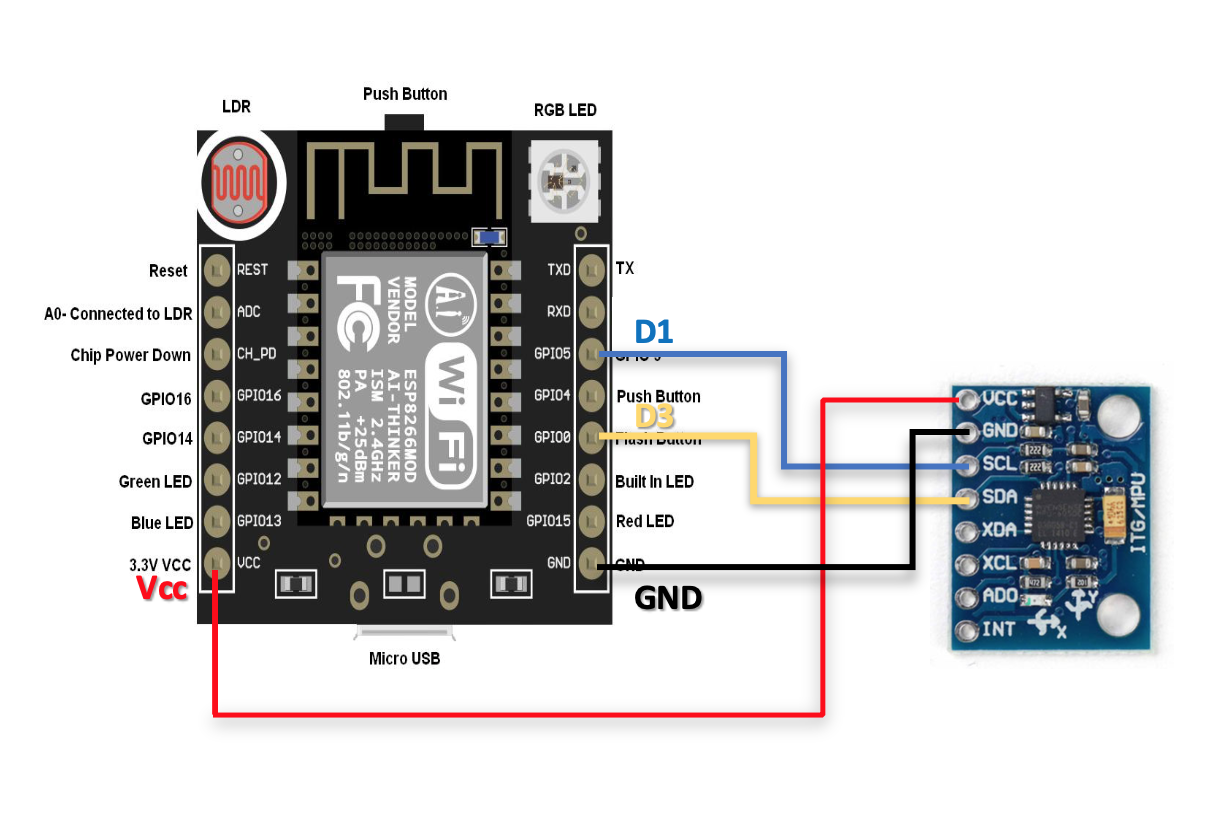 LDR
Push Button
RGB LED
Reset
REST
TXD
TX
A0- Connected to LDR
ADC
RXD
D1
Chip Power Down
CH_PD
GPIO5
GPIO 5
GPIO16
GPIO16
GPIO4
Push Button
D3
GPIO14
GPIO14
GPIO0
Flash Button
Green LED
GPIO12
GPIO2
Built In LED
Blue LED
GPIO13
GPIO15
Red LED
3.3V VCC
VCC
GND
GND
Vcc
GND
Micro USB
MODEL
VENDOR
ESP8266MOD
AI-THINKER
ISM 2.4GHz
PA +25dBm
802.11b/g/n
FC
A.i
Wi Fi
VCC
GND
SCL
SDA
XDA
XCL
ADO
INT
222
222
472
ITG/MPU
X
Y